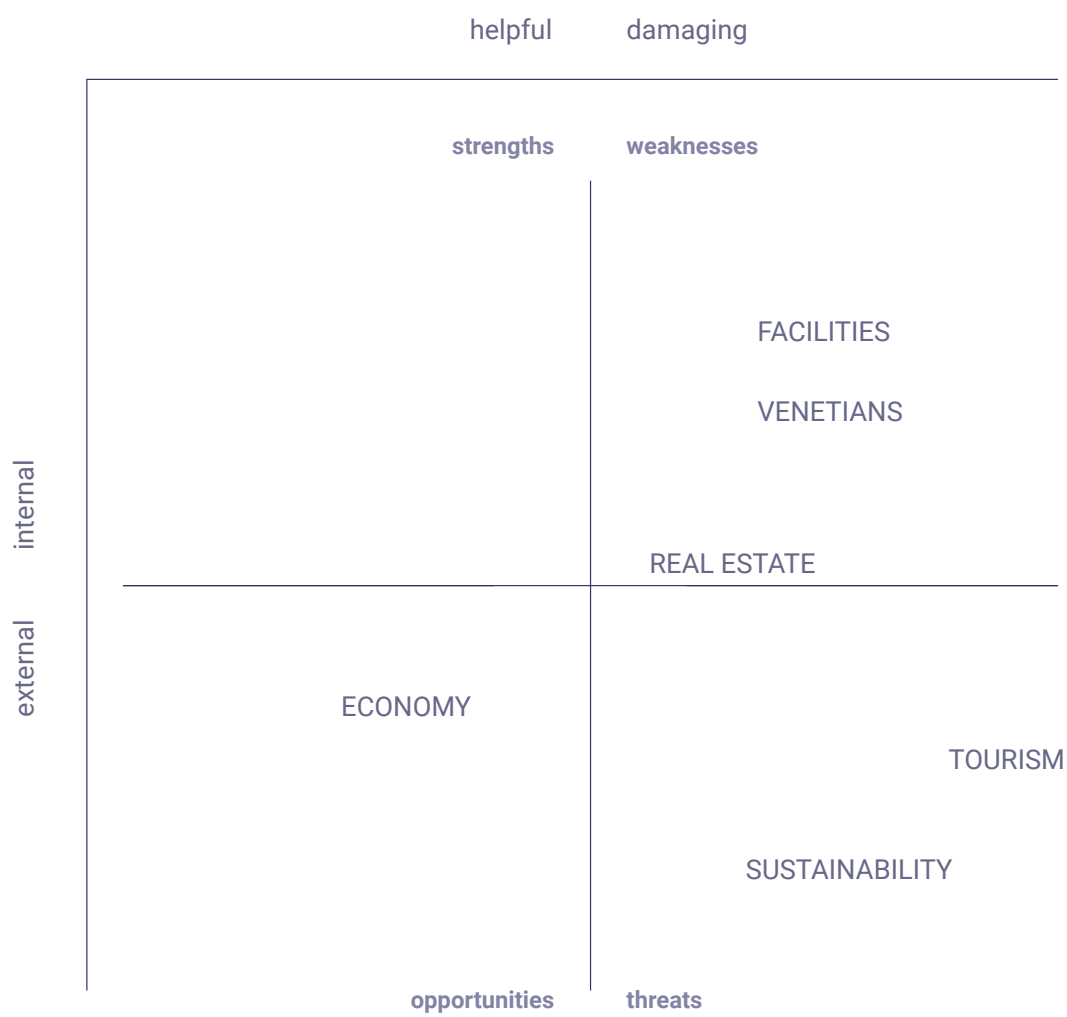 helpful damaging
strengths weaknesses
FACILITIES
VENETIANS
internal
REAL ESTATE
external
ECONOMY
TOURISM
SUSTAINABILITY
opportunities threats